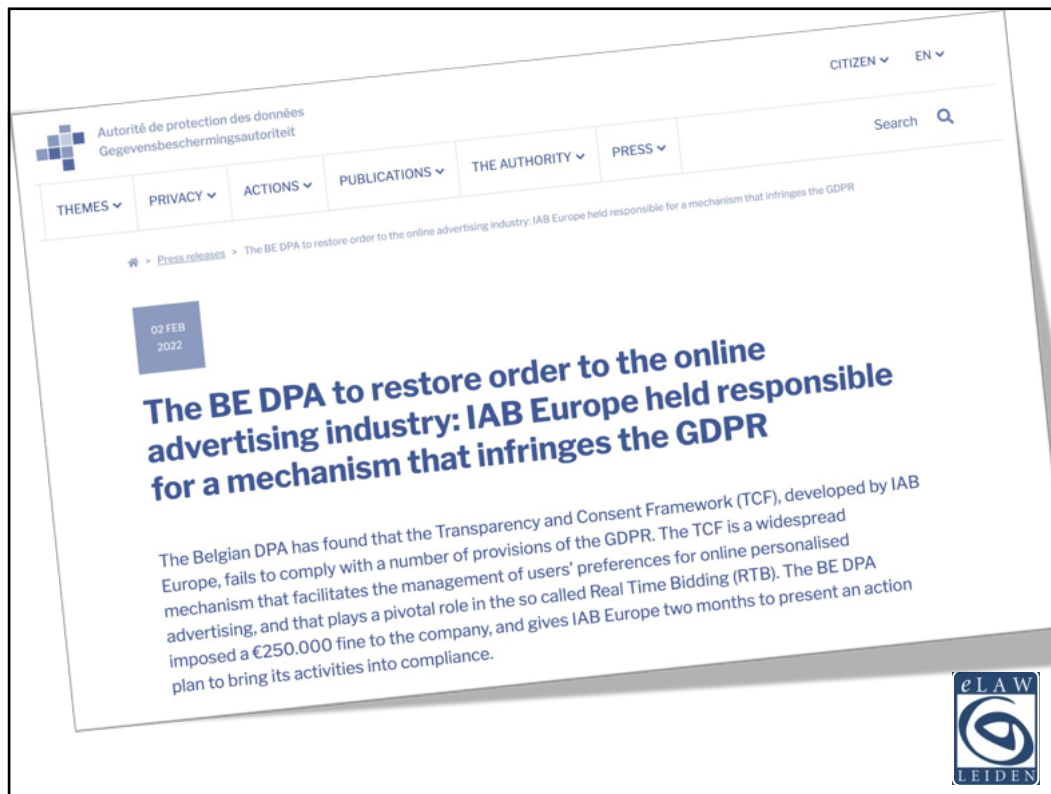 CITIZEN EN
Autorité de protection des données
Gegevensbeschermingsautoriteit
Search
THEMES PRIVACY ACTIONS PUBLICATIONS THE AUTHORITY PRESS
> Press releases > The BE DPA to restore order to the online advertising industry: IAB Europe held responsible for a mechanism that infringes the GDPR
02 FEB
2022
The BE DPA to restore order to the online
advertising industry: IAB Europe held responsible
for a mechanism that infringes the GDPR
The Belgian DPA has found that the Transparency and Consent Framework (TCF), developed by IAB
Europe, fails to comply with a number of provisions of the GDPR. The TCF is a widespread
mechanism that facilitates the management of users' preferences for online personalised
advertising, and that plays a pivotal role in the so called Real Time Bidding (RTB). The BE DPA
imposed a €250.000 fine to the company, and gives IAB Europe two months to present an action
plan to bring its activities into compliance.
eLAW
LEIDEN